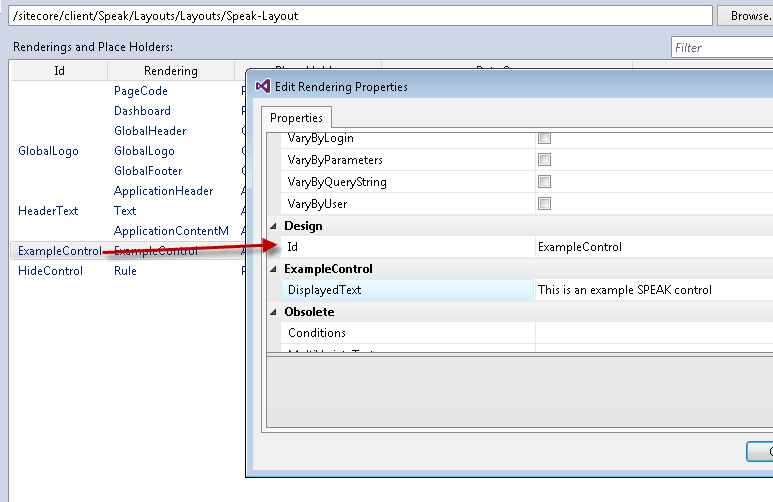 /sitecore/client/Speak/Layouts/Layouts/Speak-Layout
Browse.
Renderings and Place Holders:
Filter
Id
Rendering
PageCode
Dashboard
GlobalHeader
GlobalLogo
GlobalLogo
GlobalFooter
ApplicationHeader
HeaderText
Text
ApplicationContentM
ExampleControl
ExampleControl
HideControl
Rule
Edit Rendering Properties
Properties
VaryByLogin
VaryByParameters
VaryByQueryString
VaryByUser
Design
Id
ExampleControl
ExampleControl
DisplayedText
This is an example SPEAK control
Obsolete
Conditions